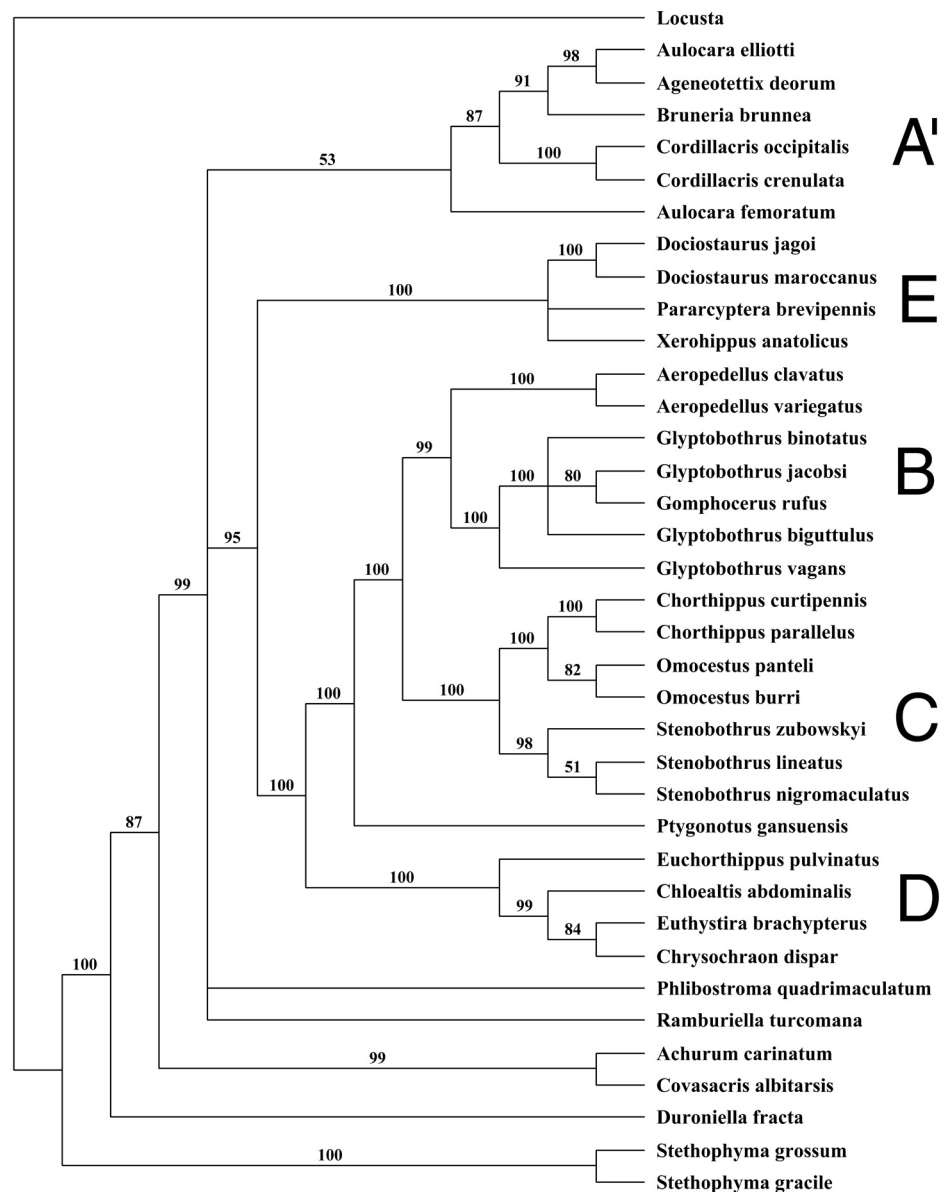 Locusta
Aulocara elliotti
98
Ageneotettix deorum
91
Bruneria brunnea
87
A'
Cordillacris occipitalis
100
53
Cordillacris crenulata
Aulocara femoratum
Dociostaurus jagoi
100
Dociostaurus maroccanus
100
E
Pararcyptera brevipennis
Xerohippus anatolicus
Aeropedellus clavatus
100
Aeropedellus variegatus
Glyptobothrus binotatus
99
B
Glyptobothrus jacobsi
100
80
Gomphocerus rufus
100
Glyptobothrus biguttulus
95
Glyptobothrus vagans
100
99
Chorthippus curtipennis
100
Chorthippus parallelus
100
Omocestus panteli
82
Omocestus burri
100
100
C
Stenobothrus zubowskyi
98
Stenobothrus lineatus
51
Stenobothrus nigromaculatus
100
Ptygonotus gansuensis
87
Euchorthippus pulvinatus
100
Chloealtis abdominalis
D
99
Euthystira brachypterus
84
Chrysochraon dispar
100
Phlibostroma quadrimaculatum
Ramburiella turcomana
Achurum carinatum
99
Covasacris albitarsis
Duroniella fracta
Stethophyma grossum
100
Stethophyma gracile